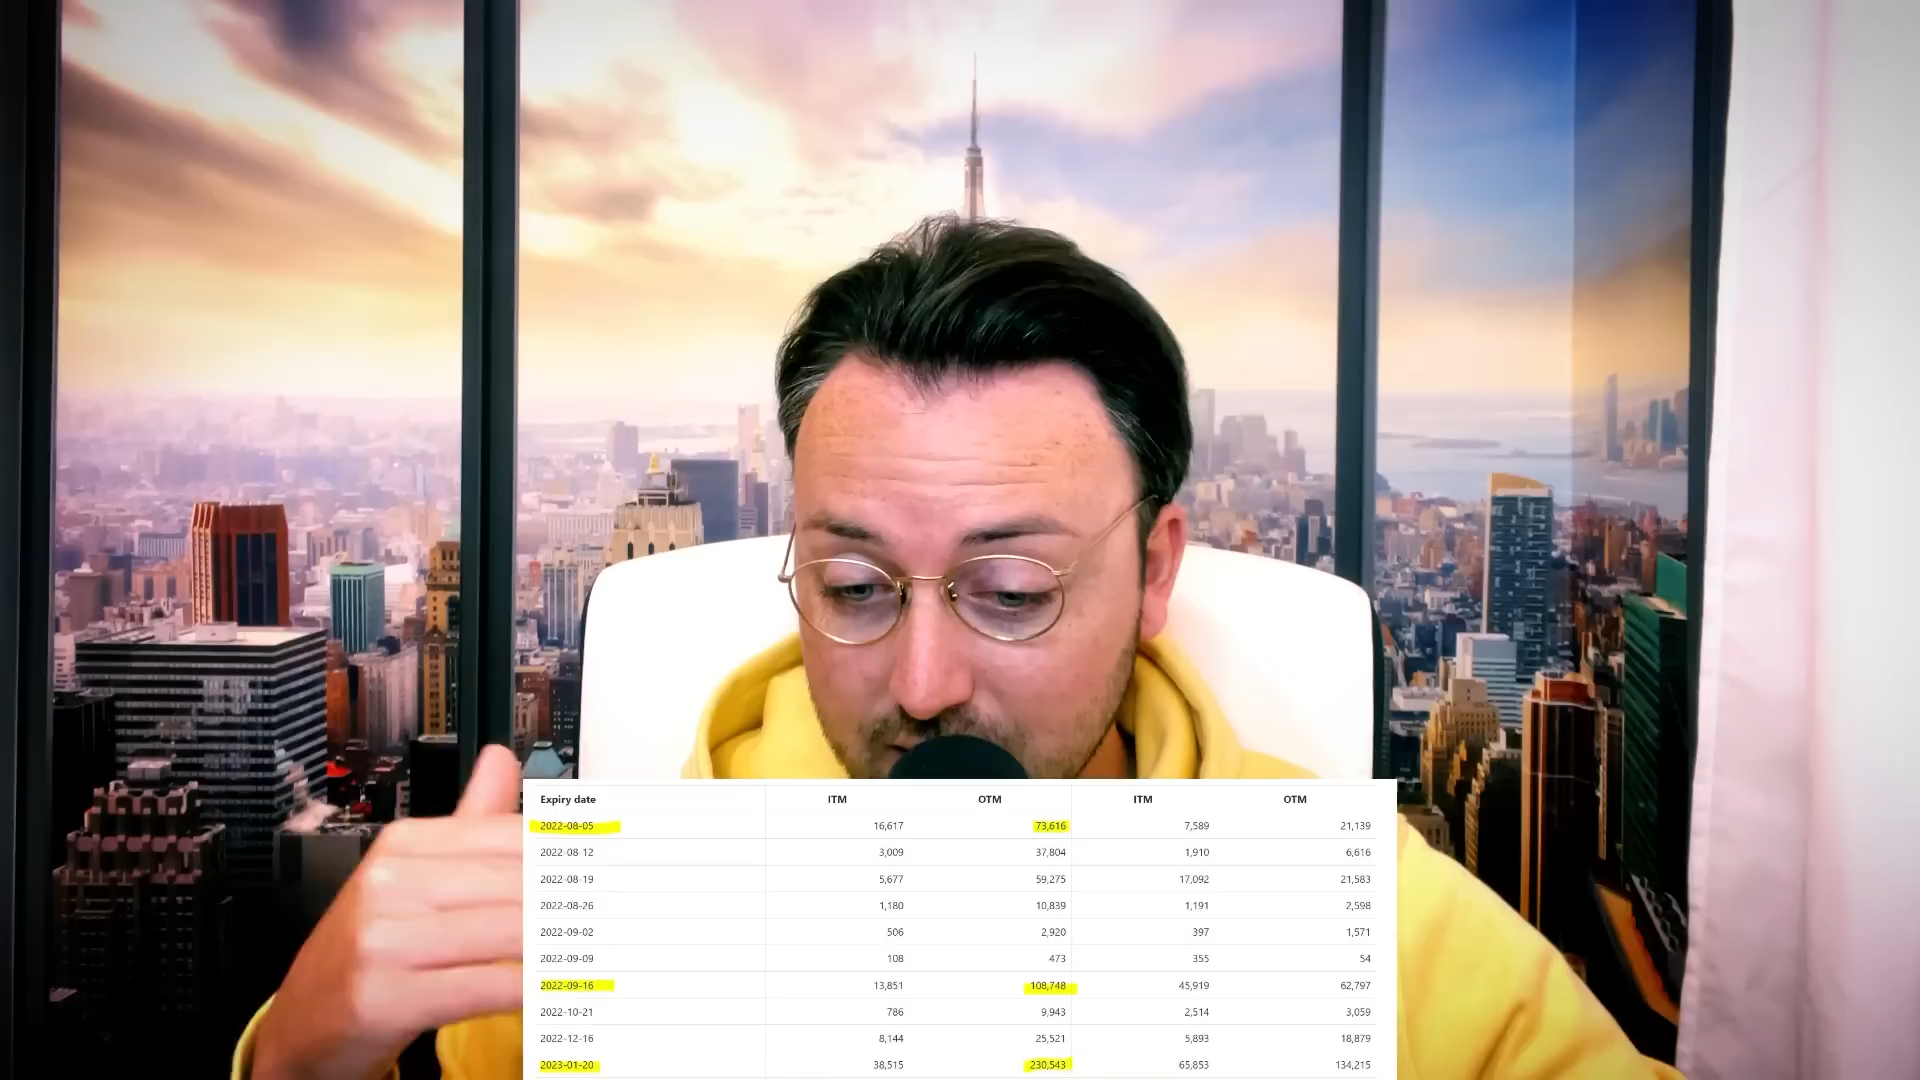 Expiry date ITM OTM ITM OTM
2022-08-05 16,617 73,616 7,589 21,139
2022-08-12 3,009 37,804 1,910 6,616
2022-08-19 5,677 59,275 17,092 21,583
2022-08-26 1,180 10,839 1,191 2,598
2022-09-02 506 2,920 397 1,571
2022-09-09 108 473 355 54
2022-09-16 13,851 108,748 45,919 62,797
2022-10-21 786 9,943 2,514 3,059
2022-12-16 8,144 25,521 5,893 18,879
2023-01-20 38,515 230,543 65,853 134,215